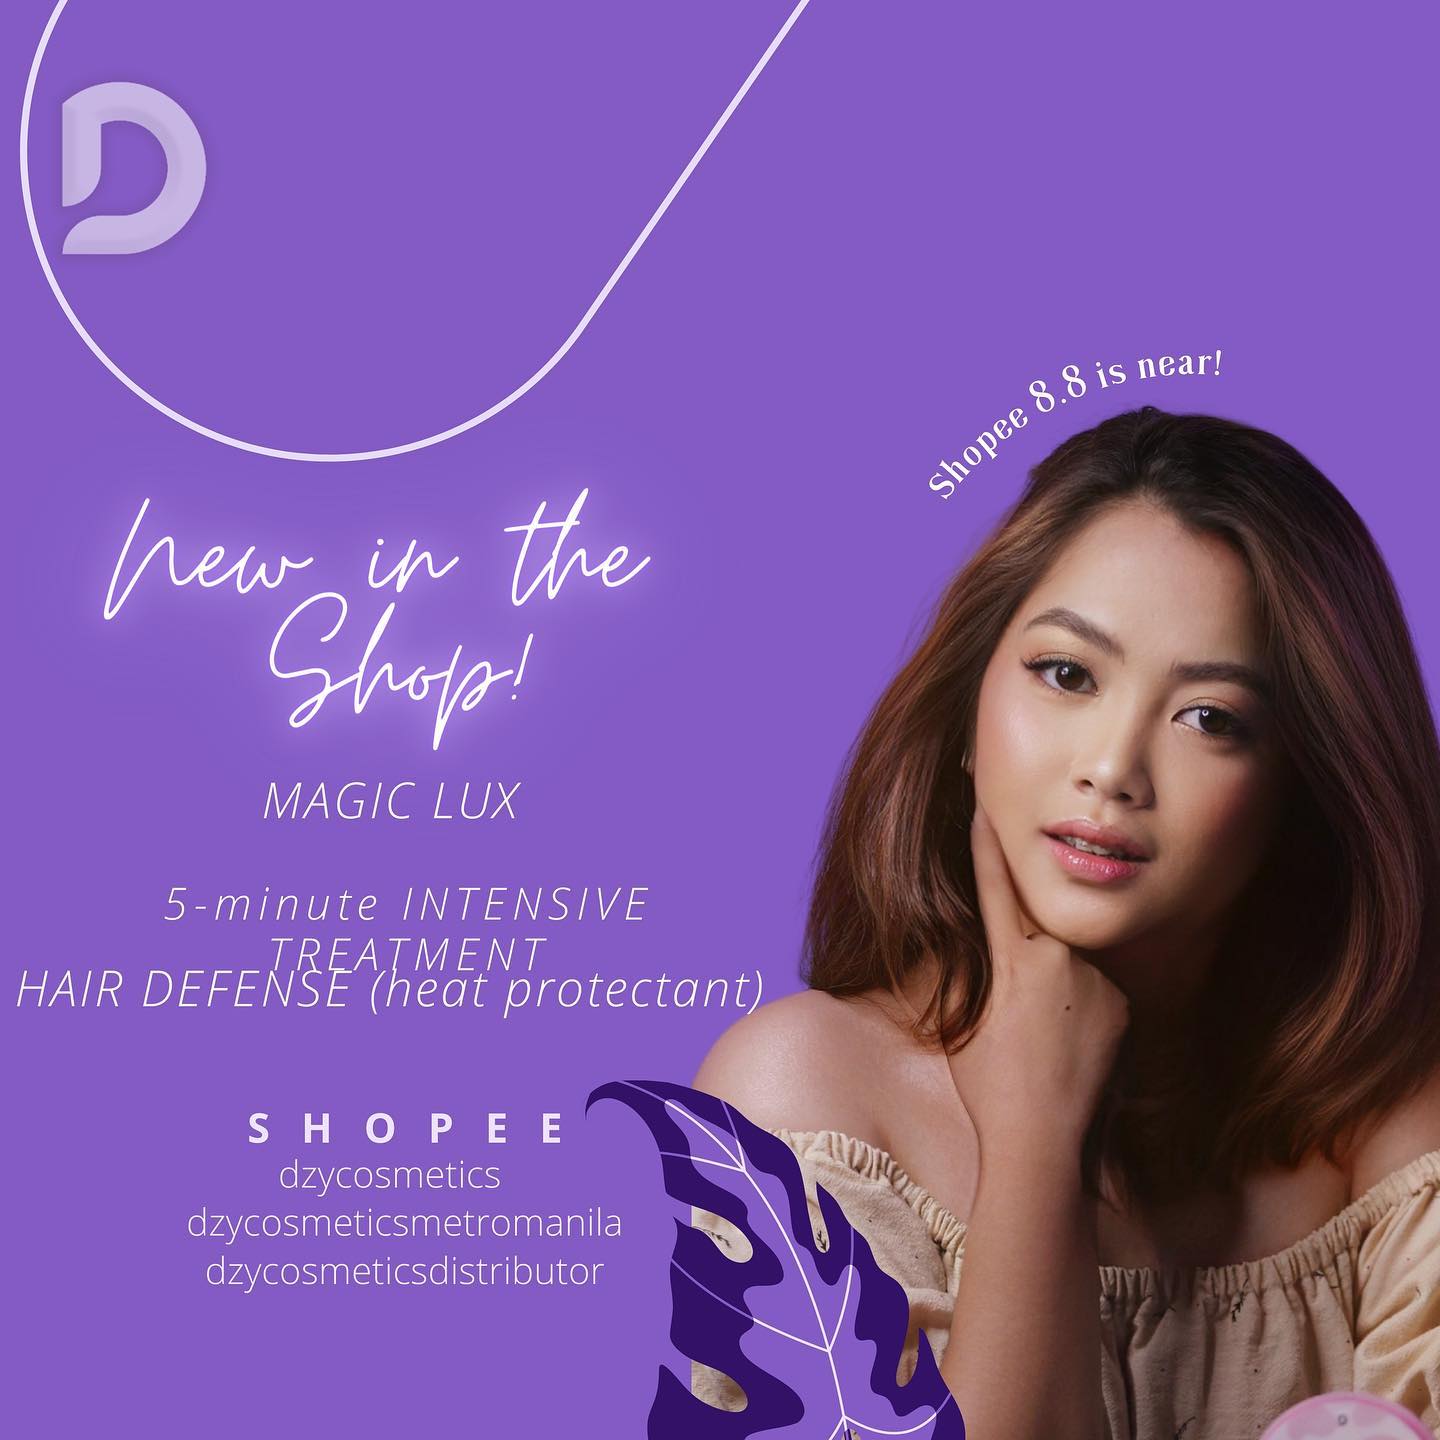 D
Shopee 8.8 is near!
New in the
Shop!
MAGIC LUX
5-minute INTENSIVE
TREATMENT
HAIR DEFENSE (heat protectant)
SHOPEE
dzycosmetics
dzycosmeticsmetromanila
dzycosmeticsdistributor